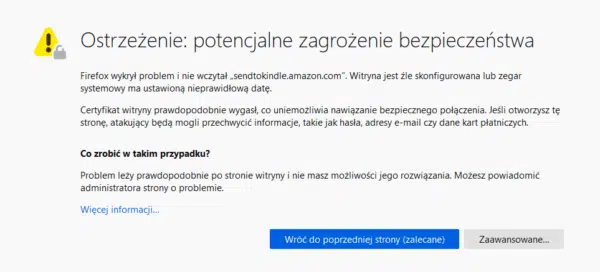 Ostrzeżenie: potencjalne zagrożenie bezpieczeństwa
Firefox wykrył problem i nie wczytał „sendtokindle.amazon.com”. Witryna jest źle skonfigurowana lub zegar
systemowy ma ustawioną nieprawidłową datę.
Certyfikat witryny prawdopodobnie wygasł, co uniemożliwia nawiązanie bezpiecznego połączenia. Jeśli otworzysz tę
stronę, atakujący będą mogli przechwycić informacje, takie jak hasła, adresy e-mail czy dane kart płatniczych.
Co zrobić w takim przypadku?
Problem leży prawdopodobnie po stronie witryny i nie masz możliwości jego rozwiązania. Możesz powiadomić
administratora strony o problemie.
Więcej informacji…
Wróć do poprzedniej strony (zalecane)
Zaawansowane…